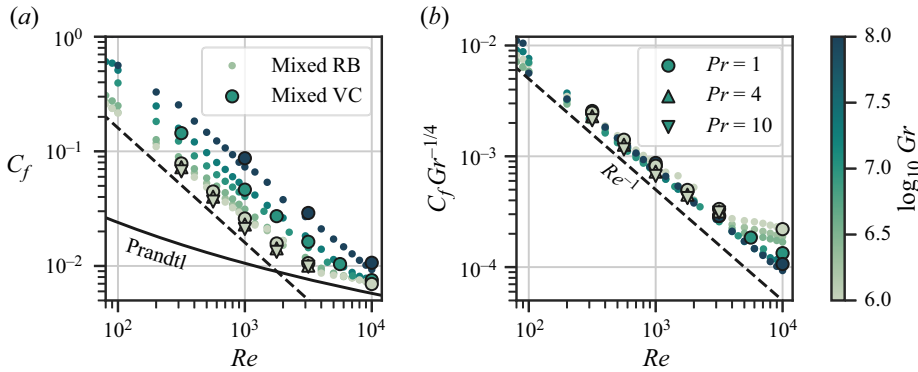 (a)
10^0
10^{-1}
10^{-2}
C_f
Mixed RB
Mixed VC
Prandtl
10^2
10^3
10^4
Re
(b)
10^{-2}
10^{-3}
10^{-4}
C_f Gr^{-1/4}
Pr = 1
Pr = 4
Pr = 10
Re^{-1}
10^2
10^3
10^4
Re
8.0
7.5
7.0
6.5
6.0
log_{10} Gr